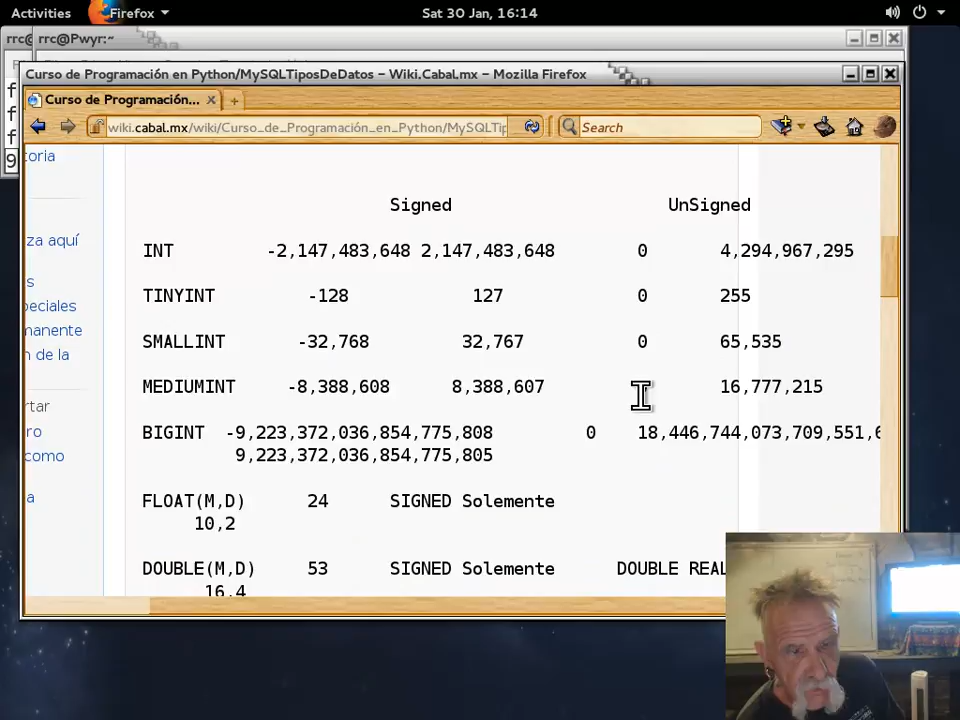 Activities Firefox Sat 30 Jan, 16:14
rrc@ rrc@Pwyr:~
Curso de Programación en Python/MySQLTiposDeDatos – Wiki.Cabal.mx – Mozilla Firefox
Curso de Programación... × +
wiki.cabal.mx/wiki/Curso_de_Programación_en_Python/MySQLTip Search
f
f
f
9
oria
za aquí
s
peciales
manente
n de la
rtar
ro
como
a
Signed UnSigned
INT -2,147,483,648 2,147,483,648 0 4,294,967,295
TINYINT -128 127 0 255
SMALLINT -32,768 32,767 0 65,535
MEDIUMINT -8,388,608 8,388,607 16,777,215
BIGINT -9,223,372,036,854,775,808 0 18,446,744,073,709,551,6
9,223,372,036,854,775,805
FLOAT(M,D) 24 SIGNED Solemente
10,2
DOUBLE(M,D) 53 SIGNED Solemente DOUBLE REAL
16,4